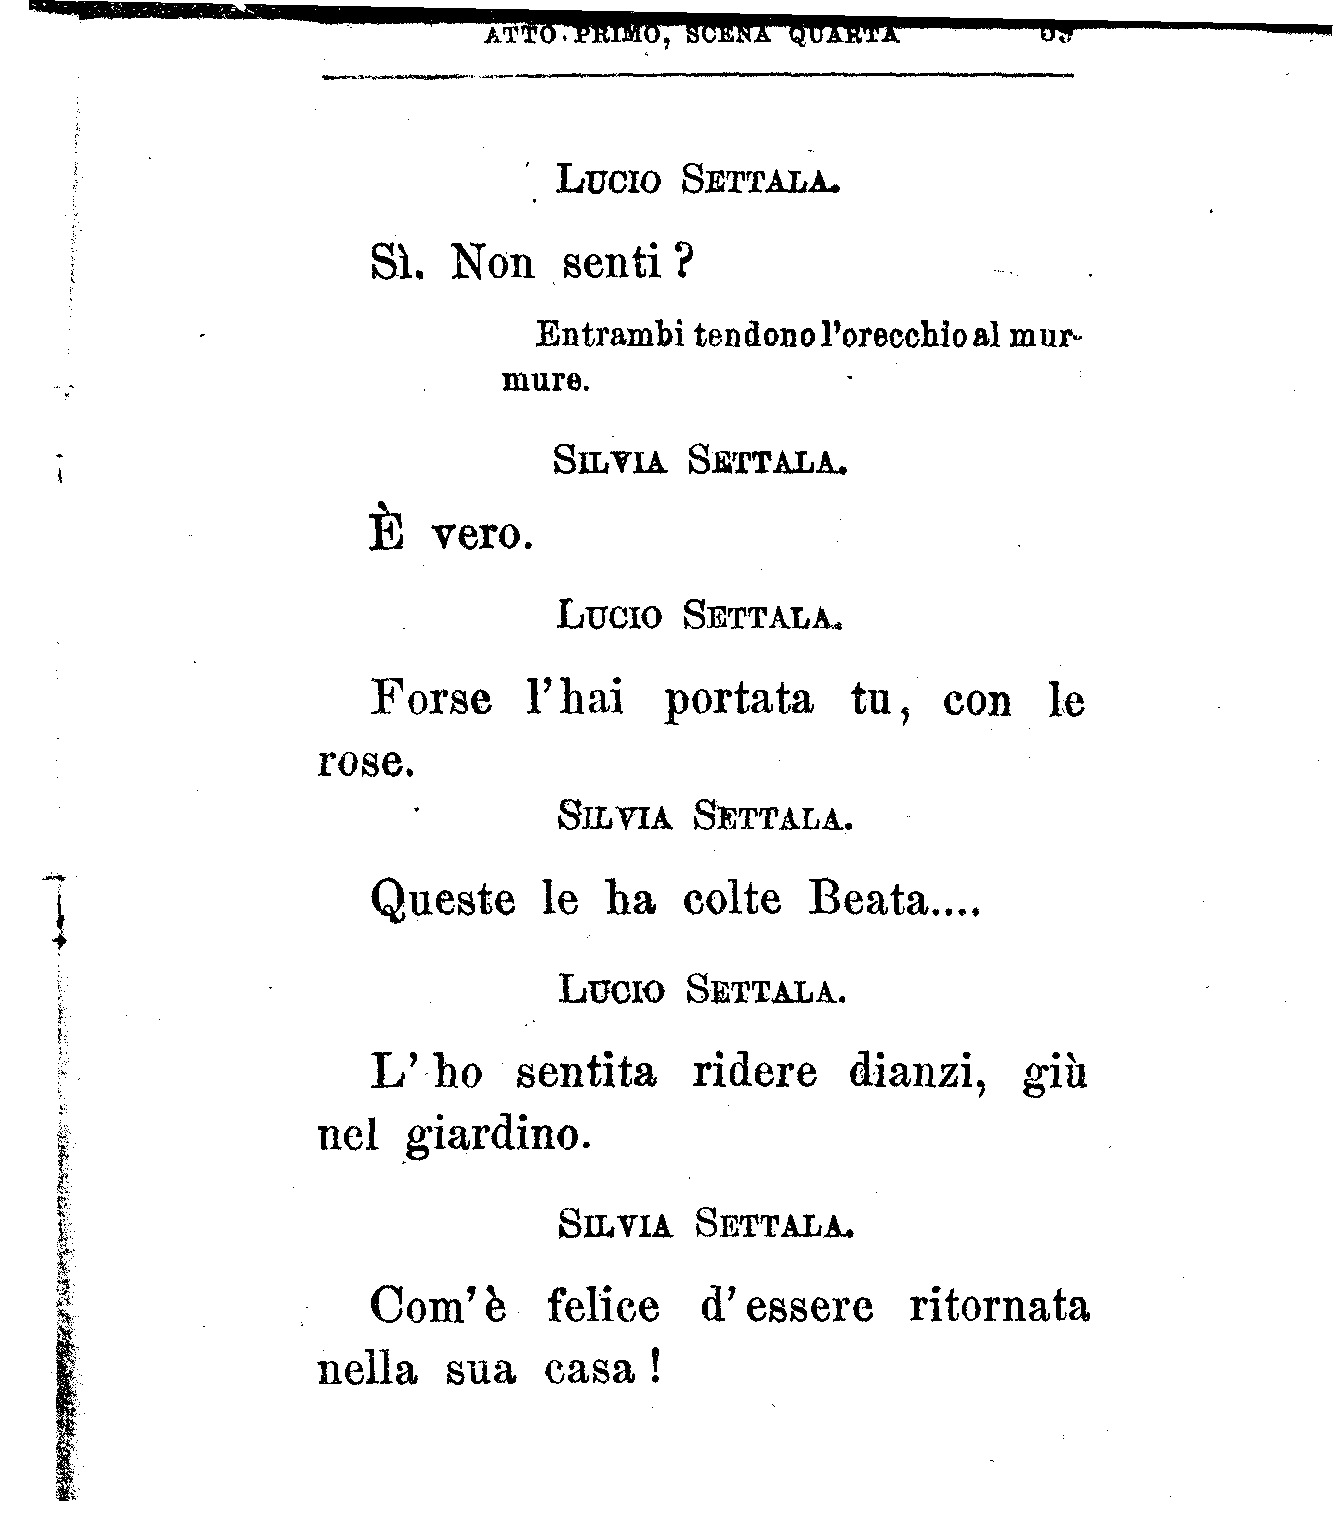 ATTO PRIMO, SCENA QUARTA
LUCIO SETTALA.
Sì. Non senti?
Entrambi tendono l'orecchio al mur-
mure.
SILVIA SETTALA.
È vero.
LUCIO SETTALA.
Forse l'hai portata tu, con le
rose.
SILVIA SETTALA.
Queste le ha colte Beata....
LUCIO SETTALA.
L'ho sentita ridere dianzi, giù
nel giardino.
SILVIA SETTALA.
Com'è felice d'essere ritornata
nella sua casa!